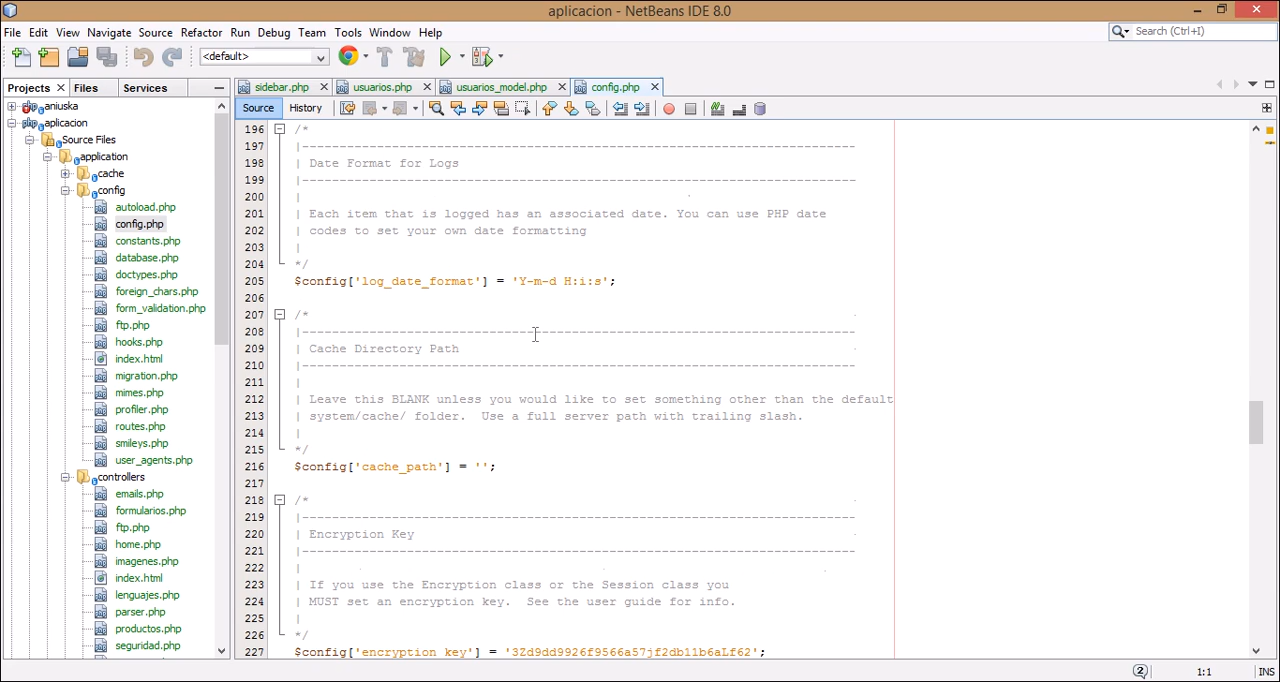 aplicacion - NetBeans IDE 8.0
File Edit View Navigate Source Refactor Run Debug Team Tools Window Help
Search (Ctrl+I)
<default>
Projects Files Services
sidebar.php usuarios.php usuarios_model.php config.php
Source History
aniuska
aplicacion
Source Files
application
cache
config
autoload.php
config.php
constants.php
database.php
doctypes.php
foreign_chars.php
form_validation.php
ftp.php
hooks.php
index.html
migration.php
mimes.php
profiler.php
routes.php
smileys.php
user_agents.php
controllers
emails.php
formularios.php
ftp.php
home.php
imagenes.php
index.html
lenguajes.php
parser.php
productos.php
seguridad.php
196 /*
197 |--------------------------------------------------------------------------
198 | Date Format for Logs
199 |--------------------------------------------------------------------------
200 |
201 | Each item that is logged has an associated date. You can use PHP date
202 | codes to set your own date formatting
203 |
204 */
205 $config['log_date_format'] = 'Y-m-d H:i:s';
206
207 /*
208 |--------------------------------------------------------------------------
209 | Cache Directory Path
210 |--------------------------------------------------------------------------
211 |
212 | Leave this BLANK unless you would like to set something other than the default
213 | system/cache/ folder.  Use a full server path with trailing slash.
214 |
215 */
216 $config['cache_path'] = '';
217
218 /*
219 |--------------------------------------------------------------------------
220 | Encryption Key
221 |--------------------------------------------------------------------------
222 |
223 | If you use the Encryption class or the Session class you
224 | MUST set an encryption key.  See the user guide for info.
225 |
226 */
227 $config['encryption_key'] = '3Zd9dd9926f9566a57jf2db11b6aLf62';
2 1:1 INS